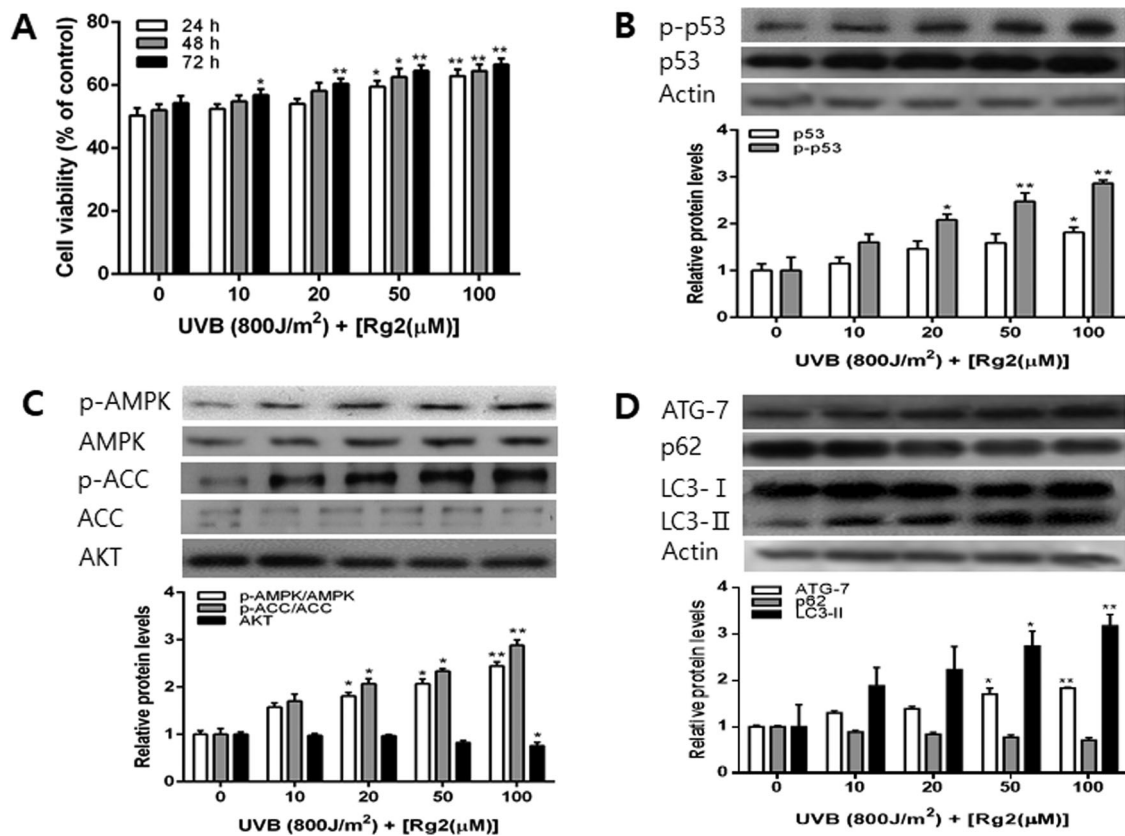 A
24 h
48 h
72 h
Cell viability (% of control)
80
60
40
20
0
* ** * * ** ** ** **
0 10 20 50 100
UVB (800J/m²) + [Rg2(μM)]
B
p-p53
p53
Actin
p53
p-p53
Relative protein levels
4
3
2
1
0
* ** * **
0 10 20 50 100
UVB (800J/m²) + [Rg2(μM)]
C
p-AMPK
AMPK
p-ACC
ACC
AKT
p-AMPK/AMPK
p-ACC/ACC
AKT
Relative protein levels
4
3
2
1
0
* * * * ** ** *
0 10 20 50 100
UVB (800J/m²) + [Rg2(μM)]
D
ATG-7
p62
LC3-Ⅰ
LC3-Ⅱ
Actin
ATG-7
p62
LC3-II
Relative protein levels
4
3
2
1
0
* * ** **
0 10 20 50 100
UVB (800J/m²) + [Rg2(μM)]